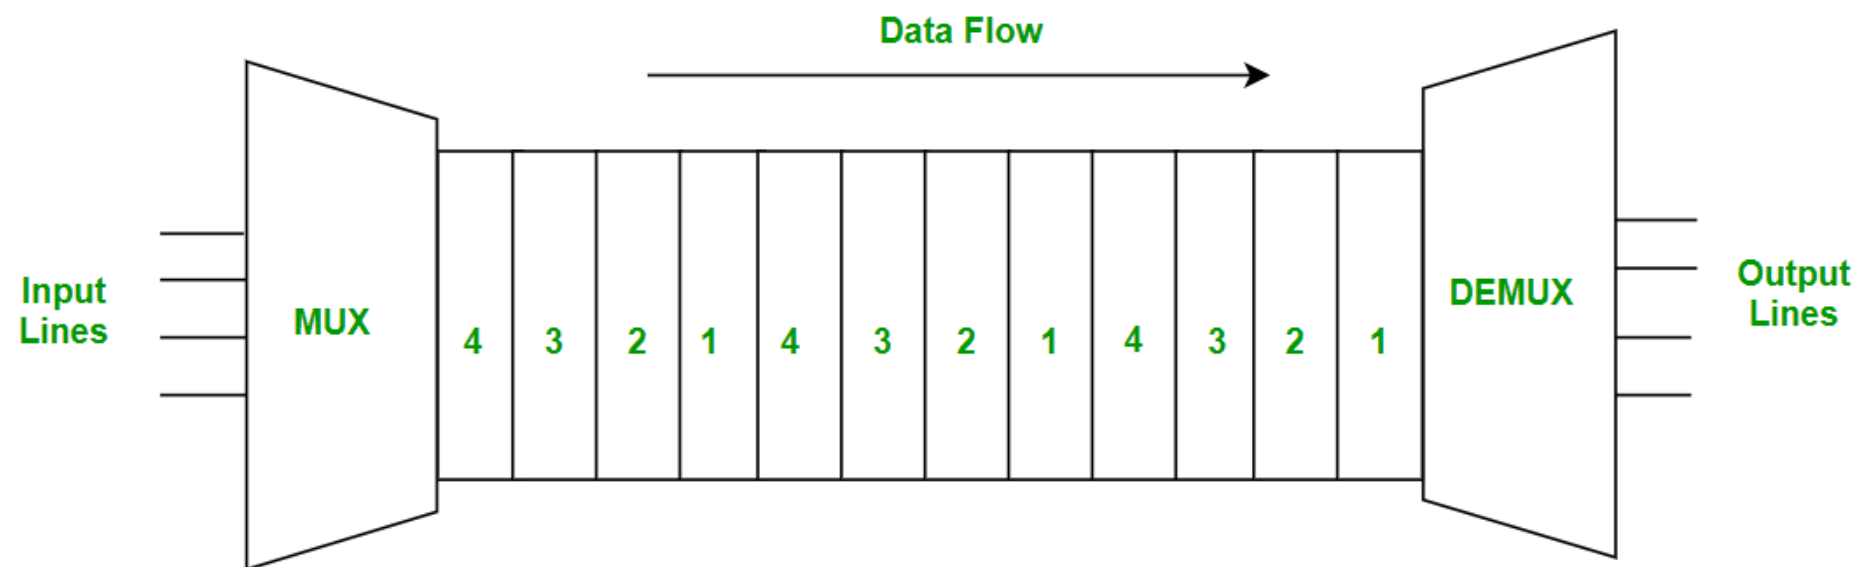 Data Flow
Input
Lines
MUX
4 3 2 1 4 3 2 1 4 3 2 1
DEMUX
Output
Lines